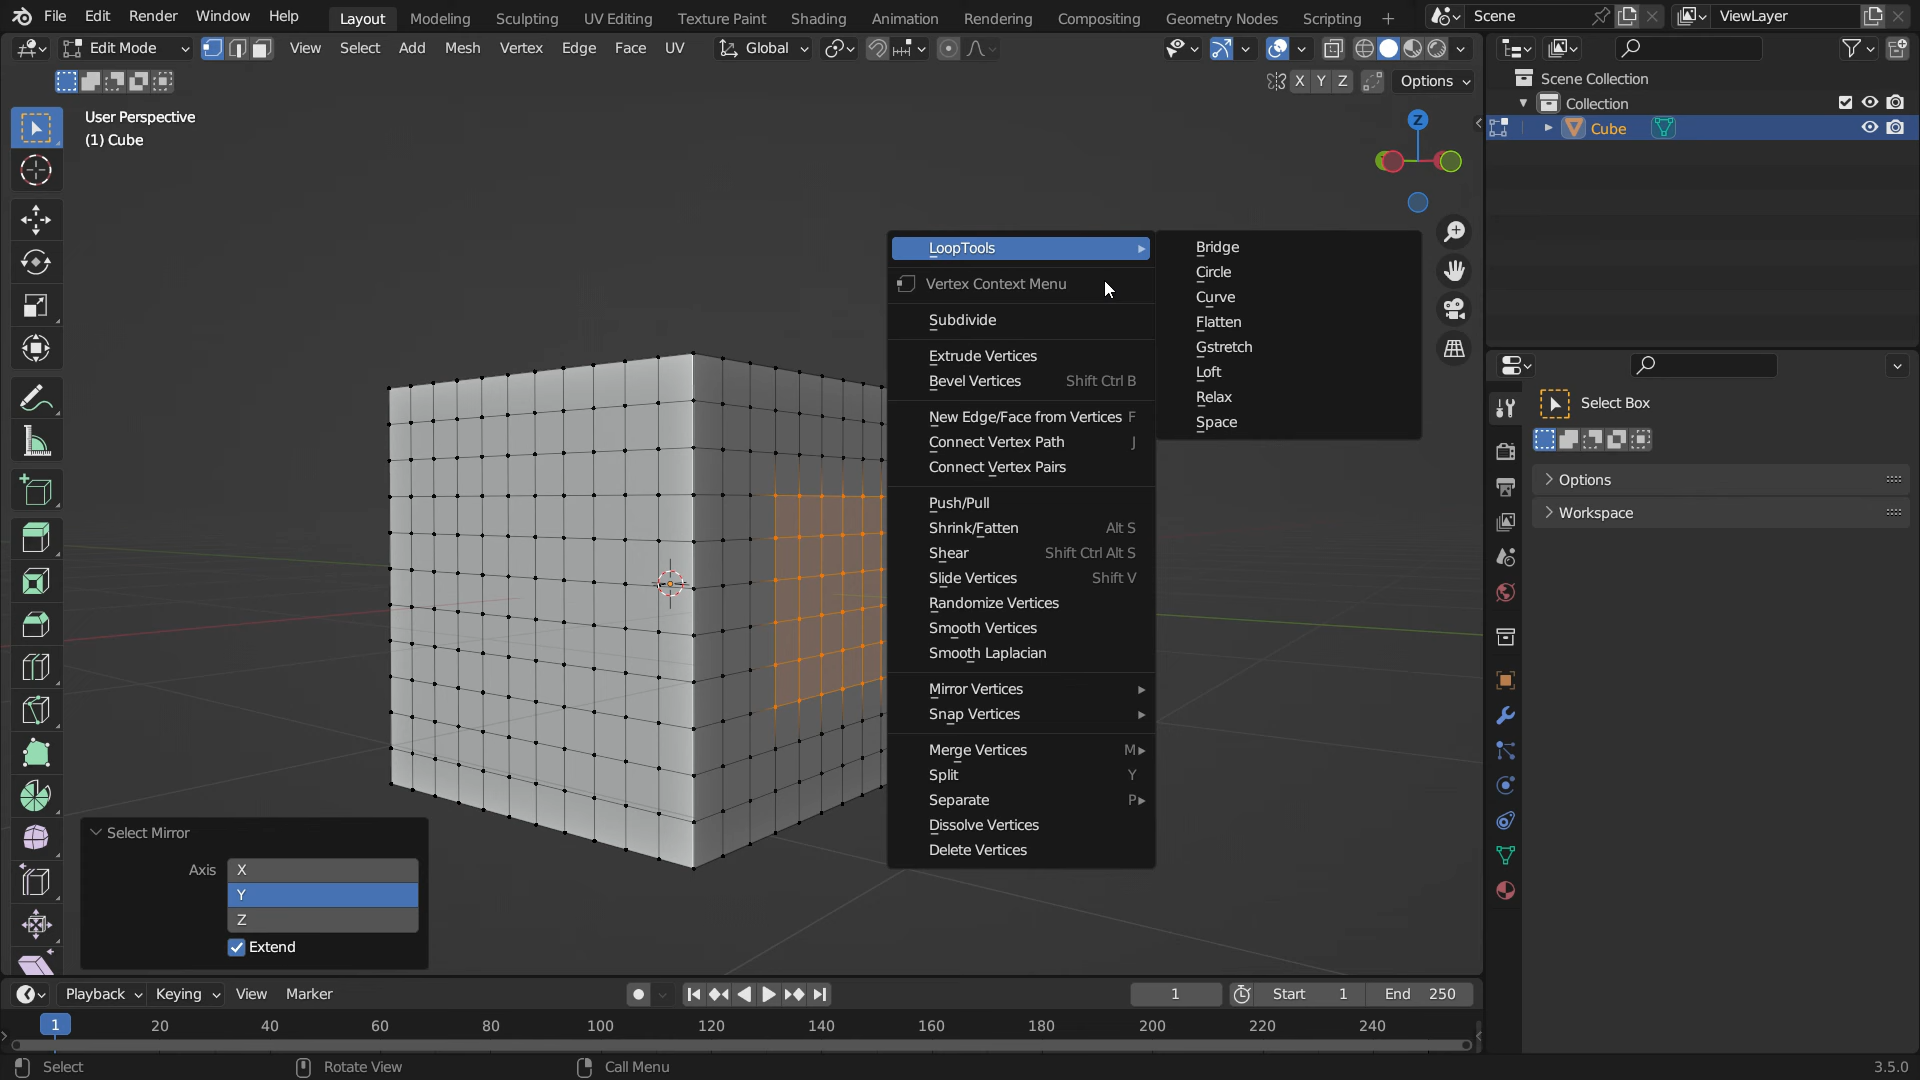 File Edit Render Window Help Layout Modeling Sculpting UV Editing Texture Paint Shading Animation Rendering Compositing Geometry Nodes Scripting + Scene ViewLayer
Edit Mode View Select Add Mesh Vertex Edge Face UV Global
X Y Z Options
User Perspective
(1) Cube
Z
Scene Collection
Collection
Cube
LoopTools
Vertex Context Menu
Subdivide
Extrude Vertices
Bevel Vertices Shift Ctrl B
New Edge/Face from Vertices F
Connect Vertex Path J
Connect Vertex Pairs
Push/Pull
Shrink/Fatten Alt S
Shear Shift Ctrl Alt S
Slide Vertices Shift V
Randomize Vertices
Smooth Vertices
Smooth Laplacian
Mirror Vertices
Snap Vertices
Merge Vertices M
Split Y
Separate P
Dissolve Vertices
Delete Vertices
Bridge
Circle
Curve
Flatten
Gstretch
Loft
Relax
Space
Select Box
Options
Workspace
Select Mirror
Axis X
Y
Z
Extend
Playback Keying View Marker 1 Start 1 End 250
1 20 40 60 80 100 120 140 160 180 200 220 240
Select Rotate View Call Menu 3.5.0